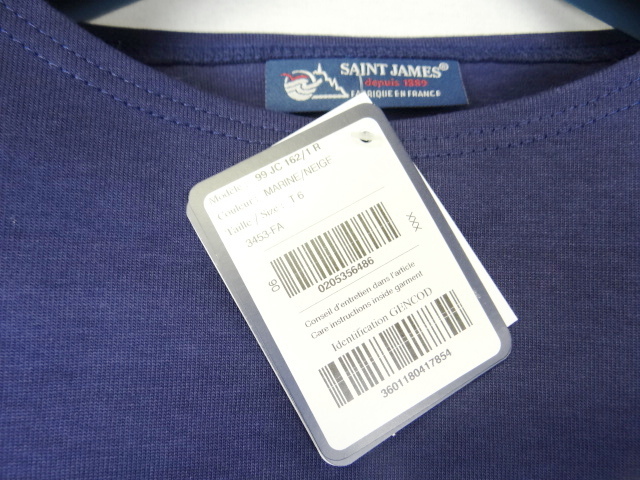 SAINT JAMES®
depuis 1889
FABRIQUE EN FRANCE
Modèle : 99 JC 162/1 R
Couleur : MARINE/NEIGE
Taille / Size : T 6
3453-FA
06
0205356486
Conseil d'entretien dans l'article
Care instructions inside garment
Identification GENCOD
3601180417854